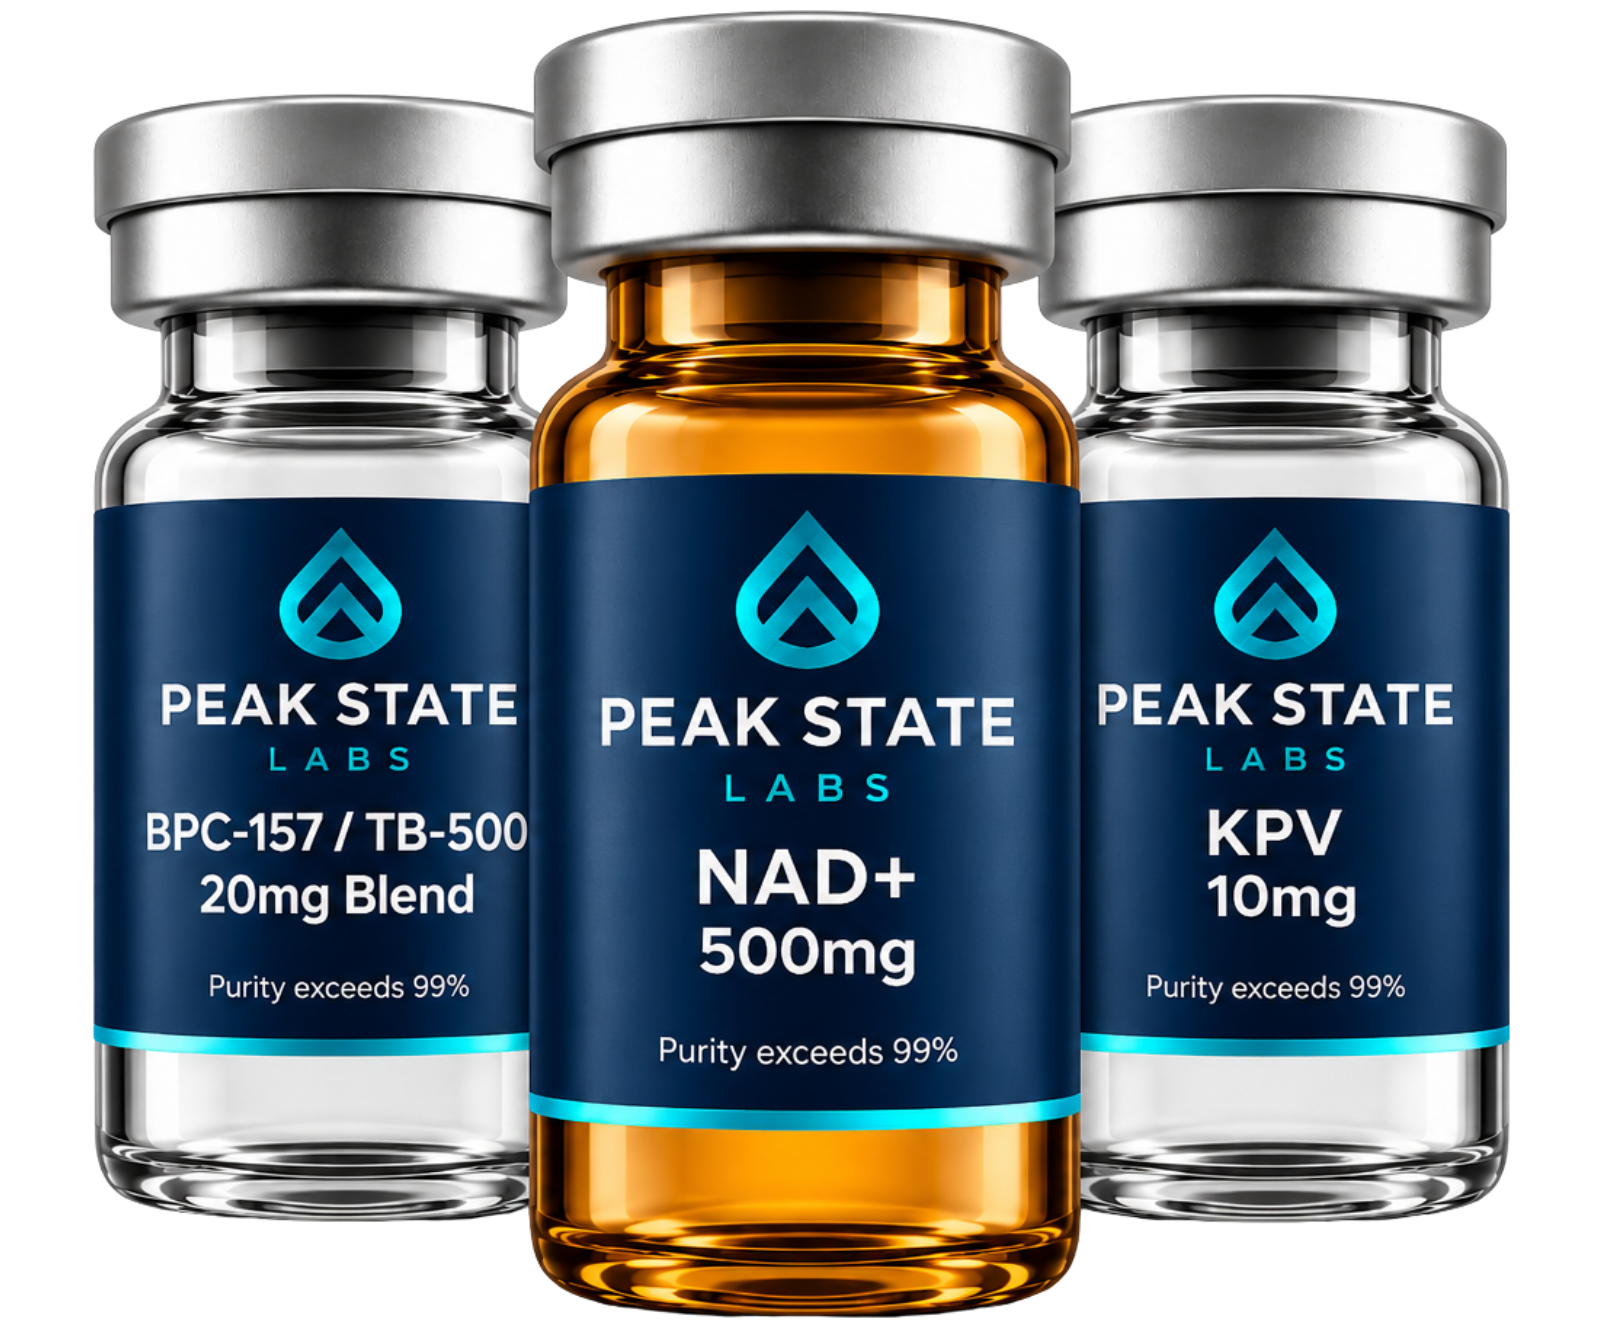 PEAK STATE
LABS
BPC-157 / TB-500
20mg Blend
Purity exceeds 99%
PEAK STATE
LABS
NAD+
500mg
Purity exceeds 99%
PEAK STATE
LABS
KPV
10mg
Purity exceeds 99%